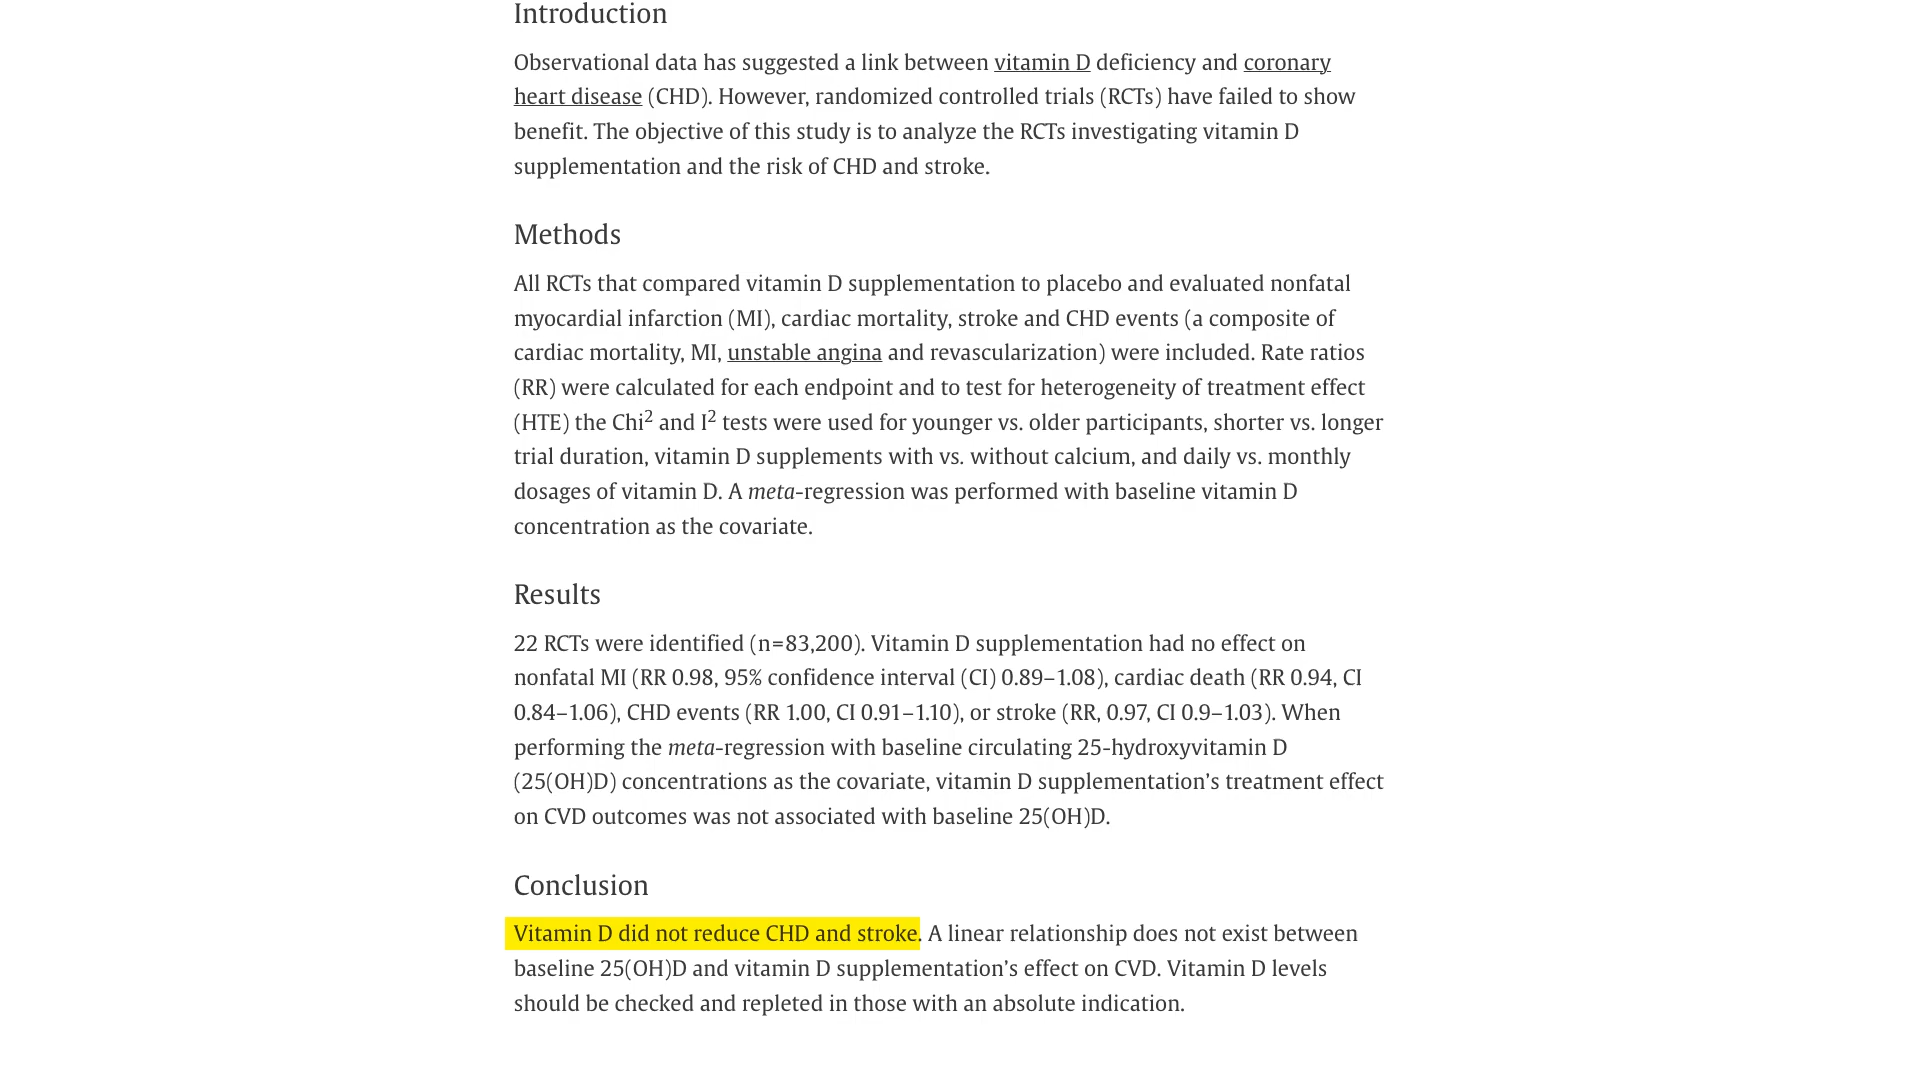 Introduction
Observational data has suggested a link between vitamin D deficiency and coronary
heart disease (CHD). However, randomized controlled trials (RCTs) have failed to show
benefit. The objective of this study is to analyze the RCTs investigating vitamin D
supplementation and the risk of CHD and stroke.
Methods
All RCTs that compared vitamin D supplementation to placebo and evaluated nonfatal
myocardial infarction (MI), cardiac mortality, stroke and CHD events (a composite of
cardiac mortality, MI, unstable angina and revascularization) were included. Rate ratios
(RR) were calculated for each endpoint and to test for heterogeneity of treatment effect
(HTE) the Chi² and I² tests were used for younger vs. older participants, shorter vs. longer
trial duration, vitamin D supplements with vs. without calcium, and daily vs. monthly
dosages of vitamin D. A meta-regression was performed with baseline vitamin D
concentration as the covariate.
Results
22 RCTs were identified (n=83,200). Vitamin D supplementation had no effect on
nonfatal MI (RR 0.98, 95% confidence interval (CI) 0.89–1.08), cardiac death (RR 0.94, CI
0.84–1.06), CHD events (RR 1.00, CI 0.91–1.10), or stroke (RR, 0.97, CI 0.9–1.03). When
performing the meta-regression with baseline circulating 25-hydroxyvitamin D
(25(OH)D) concentrations as the covariate, vitamin D supplementation's treatment effect
on CVD outcomes was not associated with baseline 25(OH)D.
Conclusion
Vitamin D did not reduce CHD and stroke. A linear relationship does not exist between
baseline 25(OH)D and vitamin D supplementation's effect on CVD. Vitamin D levels
should be checked and repleted in those with an absolute indication.